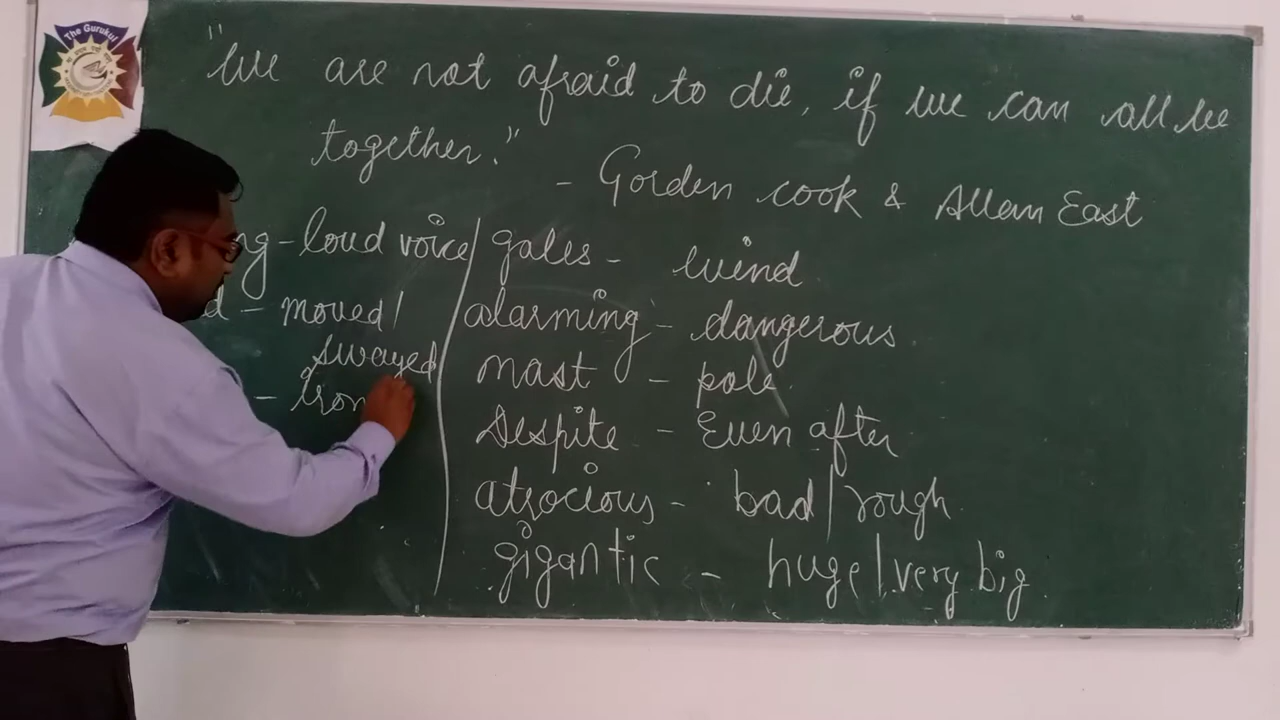 The Gurukul
"We are not afraid to die, if we can all be
together."
- Gorden cook & Allan East
ng - loud voice
d - moved/
swayed
- Iron
gales - wind
alarming - dangerous
mast - pole
Despite - Even after
atrocious - bad/rough
gigantic - huge/very big